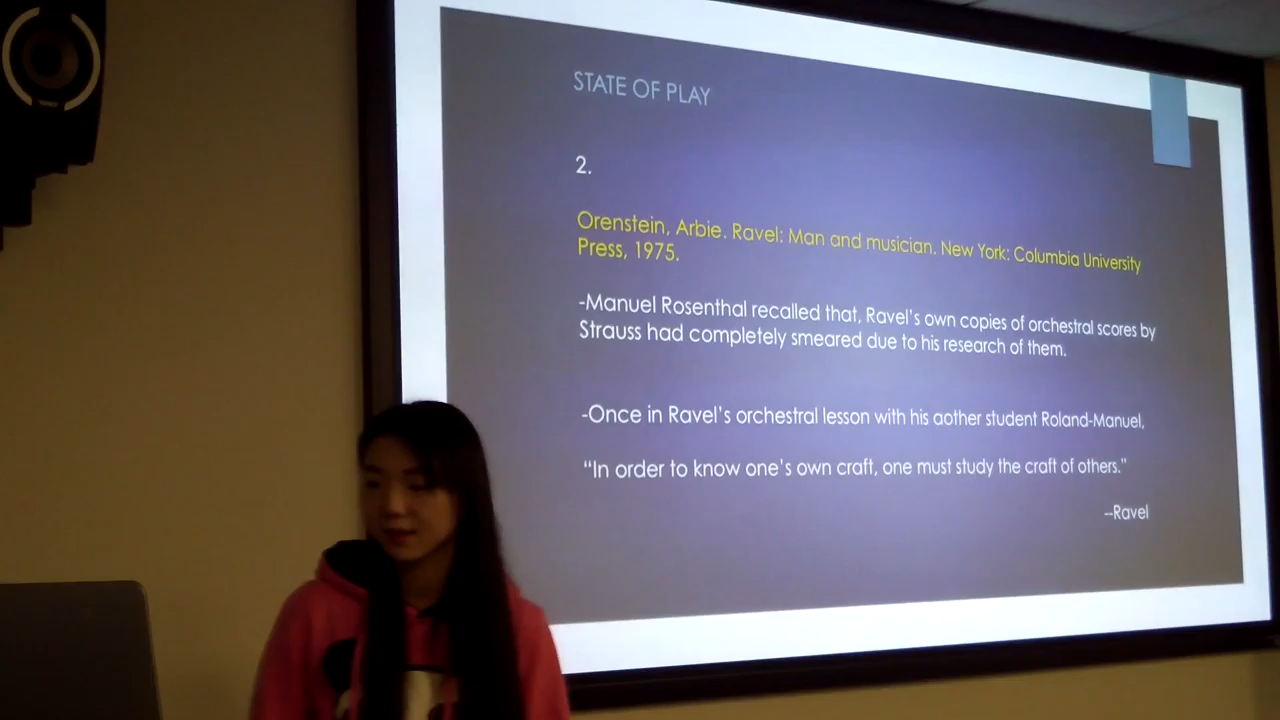 STATE OF PLAY
2.
Orenstein, Arbie. Ravel: Man and musician. New York: Columbia University
Press, 1975.
-Manuel Rosenthal recalled that, Ravel's own copies of orchestral scores by
Strauss had completely smeared due to his research of them.
-Once in Ravel's orchestral lesson with his aother student Roland-Manuel,
“In order to know one's own craft, one must study the craft of others.”
--Ravel